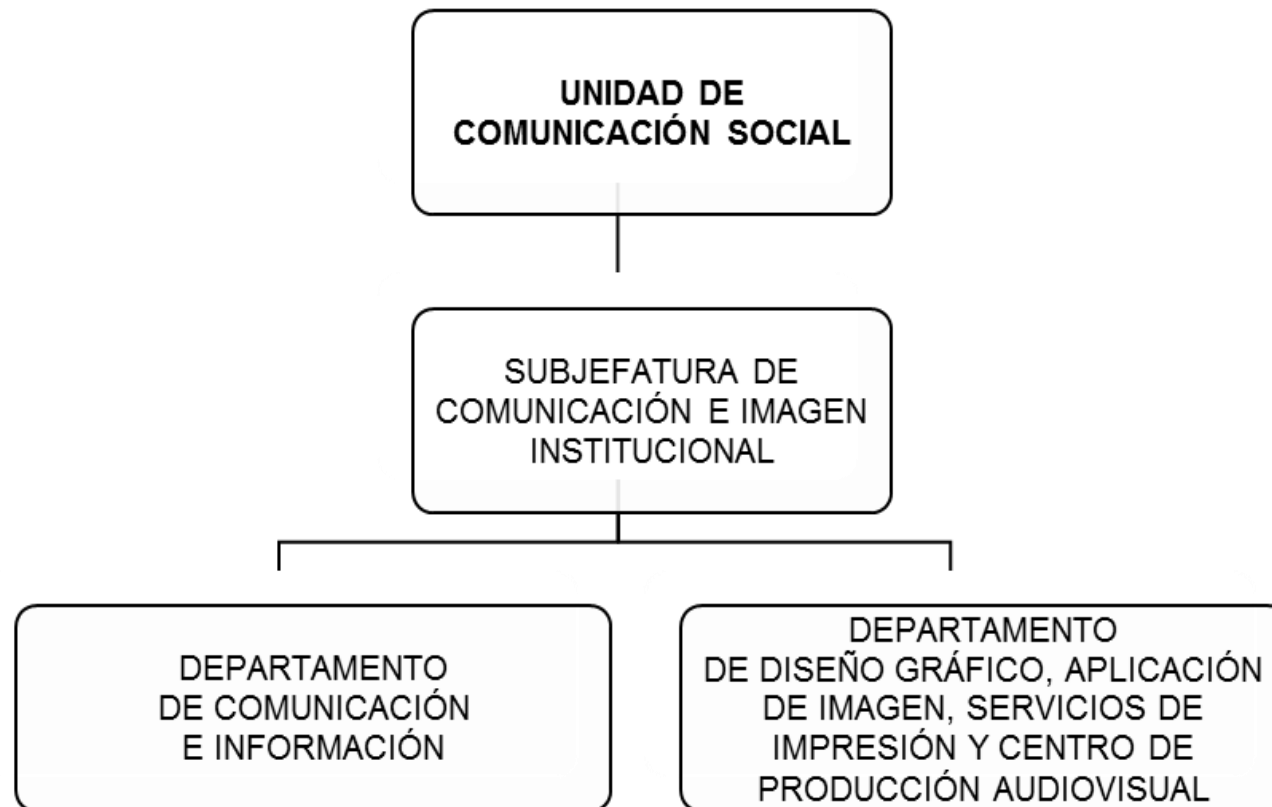 UNIDAD DE
COMUNICACIÓN SOCIAL
SUBJEFATURA DE
COMUNICACIÓN E IMAGEN
INSTITUCIONAL
DEPARTAMENTO
DE COMUNICACIÓN
E INFORMACIÓN
DEPARTAMENTO
DE DISEÑO GRÁFICO, APLICACIÓN
DE IMAGEN, SERVICIOS DE
IMPRESIÓN Y CENTRO DE
PRODUCCIÓN AUDIOVISUAL